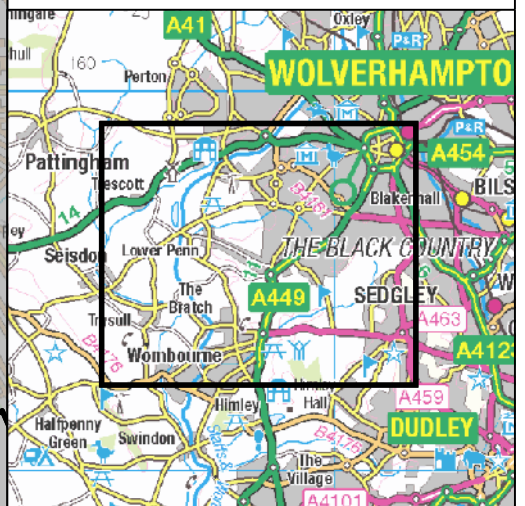 A41
Oxley
hull
160
P&R
Perton
WOLVERHAMPTO
P&R
Pattingham
A454
Trescott
BILS
Blakenhall
14
Seisdon
Lower Penn
THE BLACK COUNTRY
The
Bratch
A449
SEDGLEY
Trysull
A463
B4176
Wombourne
A412
Himley
Hall
A459
Himley
Halfpenny
Green
Swindon
DUDLEY
B4176
The
Village
A4101